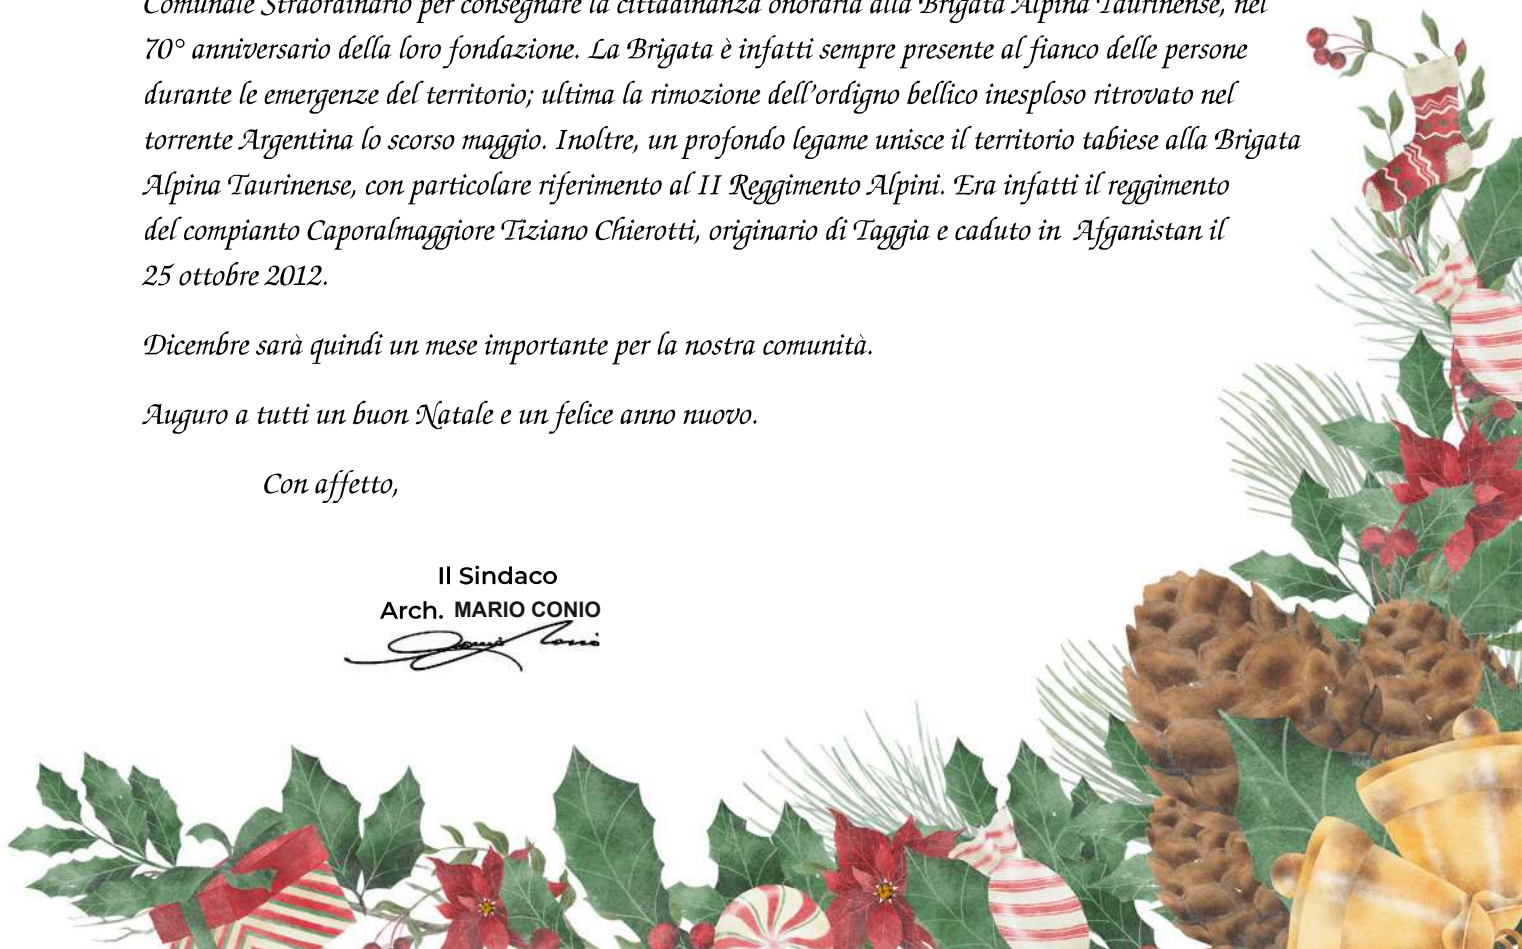 Comunale Straordinario per consegnare la cittadinanza onoraria alla Brigata Alpina Taurinense, nel
70° anniversario della loro fondazione. La Brigata è infatti sempre presente al fianco delle persone
durante le emergenze del territorio; ultima la rimozione dell'ordigno bellico inesploso ritrovato nel
torrente Argentina lo scorso maggio. Inoltre, un profondo legame unisce il territorio tabiese alla Brigata
Alpina Taurinense, con particolare riferimento al II Reggimento Alpini. Era infatti il reggimento
del compianto Caporalmaggiore Tiziano Chierotti, originario di Taggia e caduto in Afganistan il
25 ottobre 2012.
Dicembre sarà quindi un mese importante per la nostra comunità.
Auguro a tutti un buon Natale e un felice anno nuovo.
Con affetto,
Il Sindaco
Arch. MARIO CONIO